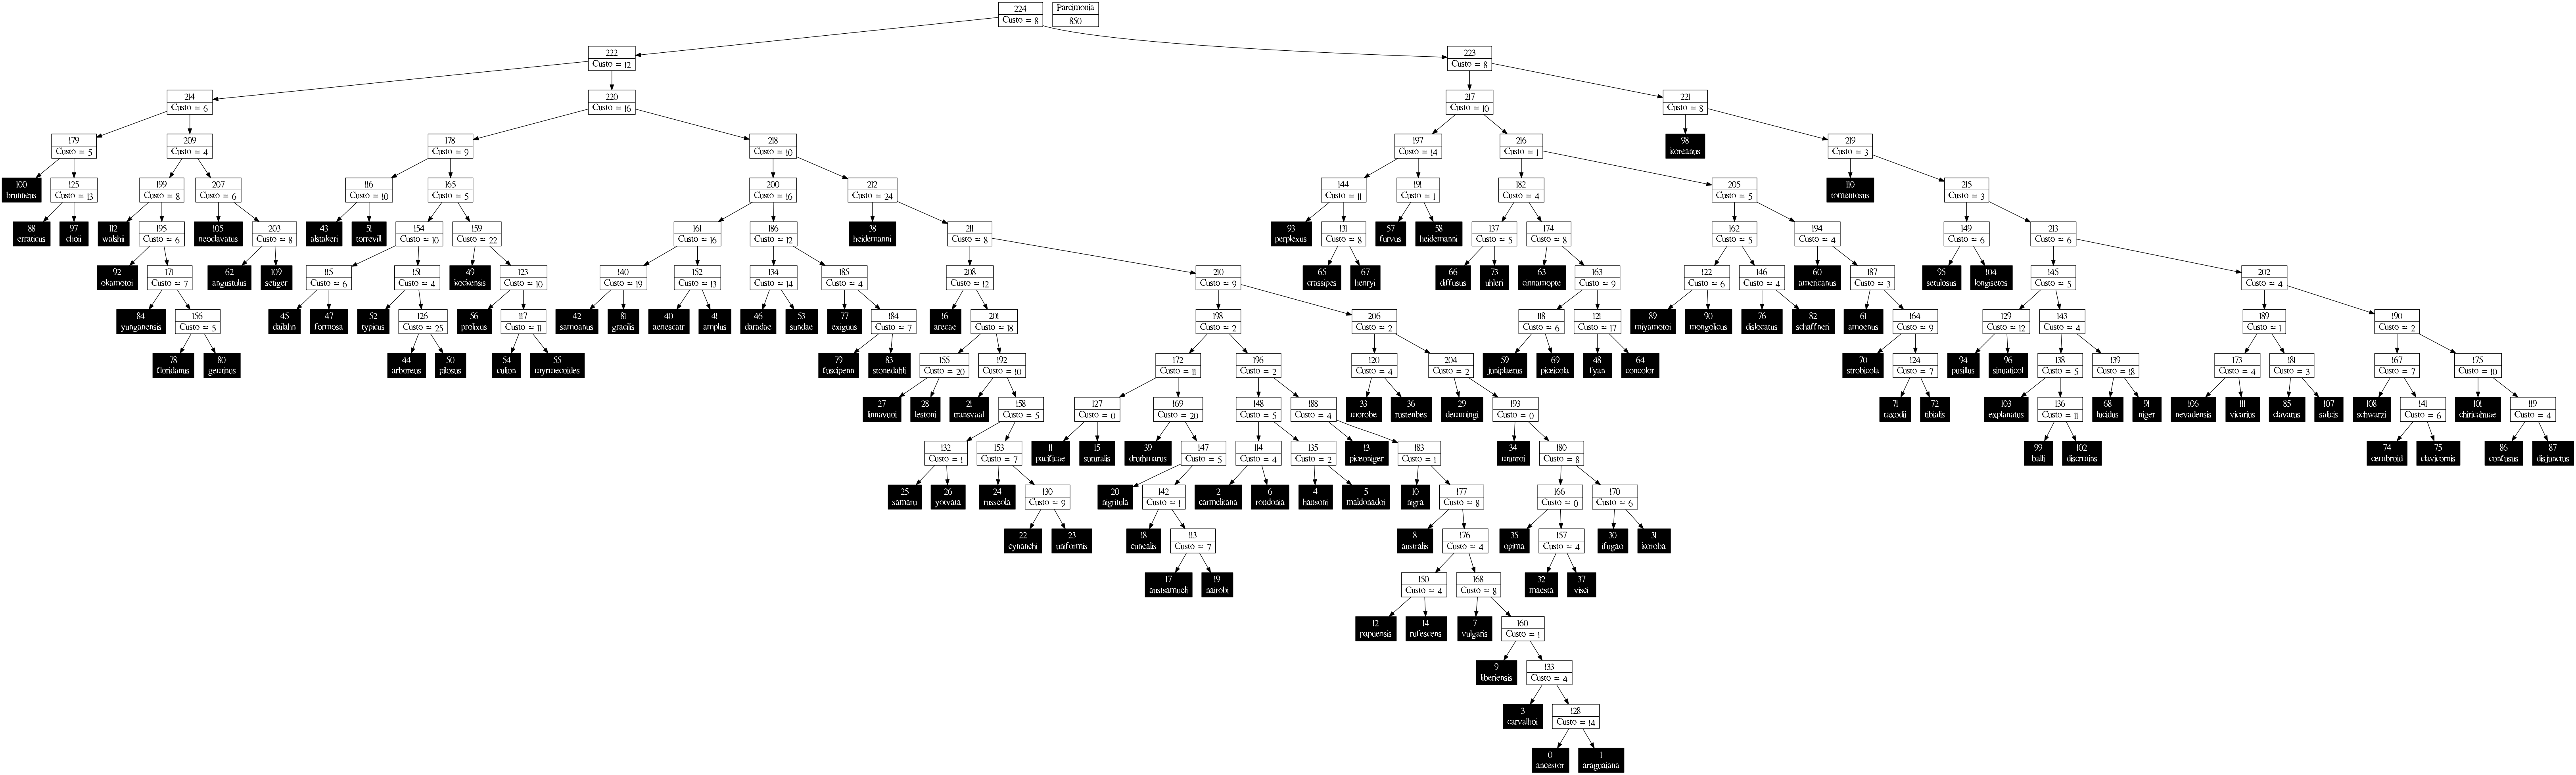 224
Custo = 8
Parcimonia
850
222
Custo = 12
223
Custo = 8
214
Custo = 6
220
Custo = 16
217
Custo = 10
221
Custo = 8
179
Custo = 5
209
Custo = 4
178
Custo = 9
218
Custo = 10
197
Custo = 14
216
Custo = 1
98
koreanus
219
Custo = 3
100
brunneus
125
Custo = 13
199
Custo = 8
207
Custo = 6
116
Custo = 10
165
Custo = 5
200
Custo = 16
212
Custo = 24
144
Custo = 11
191
Custo = 1
182
Custo = 4
205
Custo = 5
110
tomentosus
215
Custo = 3
88
erraticus
97
choii
112
walshii
195
Custo = 6
105
neoclavatus
203
Custo = 8
43
alstakeri
51
torrevill
154
Custo = 10
159
Custo = 22
161
Custo = 16
186
Custo = 12
38
heidemanni
211
Custo = 8
93
perplexus
131
Custo = 8
57
furvus
58
heidemanni
137
Custo = 5
174
Custo = 8
162
Custo = 5
194
Custo = 4
149
Custo = 6
213
Custo = 6
92
okamotoi
171
Custo = 7
62
angustulus
109
setiger
115
Custo = 6
151
Custo = 4
49
kockensis
123
Custo = 10
140
Custo = 19
152
Custo = 13
134
Custo = 14
185
Custo = 4
208
Custo = 12
210
Custo = 9
65
crassipes
67
henryi
66
diffusus
73
uhleri
63
cinnamopte
163
Custo = 9
122
Custo = 6
146
Custo = 4
60
americanus
187
Custo = 3
95
setulosus
104
longisetos
145
Custo = 5
202
Custo = 4
84
yunganensis
156
Custo = 5
45
dailahn
47
formosa
52
typicus
126
Custo = 25
56
prolixus
117
Custo = 11
42
samoanus
81
gracilis
40
aenescatr
41
amplus
46
daradae
53
sundae
77
exiguus
184
Custo = 7
16
arecae
201
Custo = 18
198
Custo = 2
206
Custo = 2
118
Custo = 6
121
Custo = 17
89
miyamotoi
90
mongolicus
76
dislocatus
82
schaffneri
61
amoenus
164
Custo = 9
129
Custo = 12
143
Custo = 4
189
Custo = 1
190
Custo = 2
78
floridanus
80
geminus
44
arboreus
50
pilosus
54
culion
55
myrmecoides
79
fuscipenn
83
stonedahli
155
Custo = 20
192
Custo = 10
172
Custo = 11
196
Custo = 2
120
Custo = 4
204
Custo = 2
59
juniplaetus
69
piceicola
48
fyan
64
concolor
70
strobicola
124
Custo = 7
94
pusillus
96
sinuaticol
138
Custo = 5
139
Custo = 18
173
Custo = 4
181
Custo = 3
167
Custo = 7
175
Custo = 10
27
linnavuoi
28
lestoni
21
transvaal
158
Custo = 5
127
Custo = 0
169
Custo = 20
148
Custo = 5
188
Custo = 4
33
morobe
36
rustenbes
29
demmingi
193
Custo = 0
71
taxodii
72
tibialis
103
explanatus
136
Custo = 11
68
lucidus
91
niger
106
nevadensis
111
vicarius
85
clavatus
107
salicis
108
schwarzi
141
Custo = 6
101
chiricahuae
119
Custo = 4
132
Custo = 1
153
Custo = 7
11
pacificae
15
suturalis
39
druthmarus
147
Custo = 5
114
Custo = 4
135
Custo = 2
13
piceoniger
183
Custo = 1
34
munroi
180
Custo = 8
99
balli
102
discrmins
74
cembroid
75
clavicornis
86
confusus
87
disjunctus
25
samaru
26
yotvata
24
russeola
130
Custo = 9
20
nigritula
142
Custo = 1
2
carmelitana
6
rondonia
4
hansoni
5
maldonadoi
10
nigra
177
Custo = 8
166
Custo = 0
170
Custo = 6
22
cynanchi
23
uniformis
18
cunealis
113
Custo = 7
8
australis
176
Custo = 4
35
opima
157
Custo = 4
30
ifugao
31
koroba
17
austsamueli
19
nairobi
150
Custo = 4
168
Custo = 8
32
maesta
37
visci
12
papuensis
14
rufescens
7
vulgaris
160
Custo = 1
9
liberiensis
133
Custo = 4
3
carvalhoi
128
Custo = 14
0
ancestor
1
araguaiana